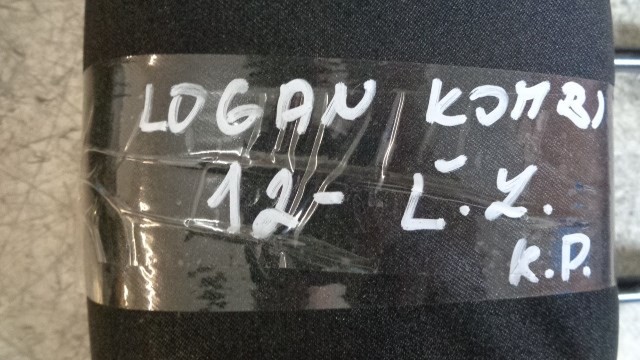 LOGAN KOMBI
12- L. Z.
K.P.